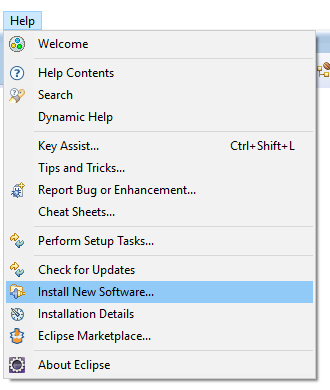 Help
Welcome
Help Contents
Search
Dynamic Help
Key Assist... Ctrl+Shift+L
Tips and Tricks...
Report Bug or Enhancement...
Cheat Sheets...
Perform Setup Tasks...
Check for Updates
Install New Software...
Installation Details
Eclipse Marketplace...
About Eclipse